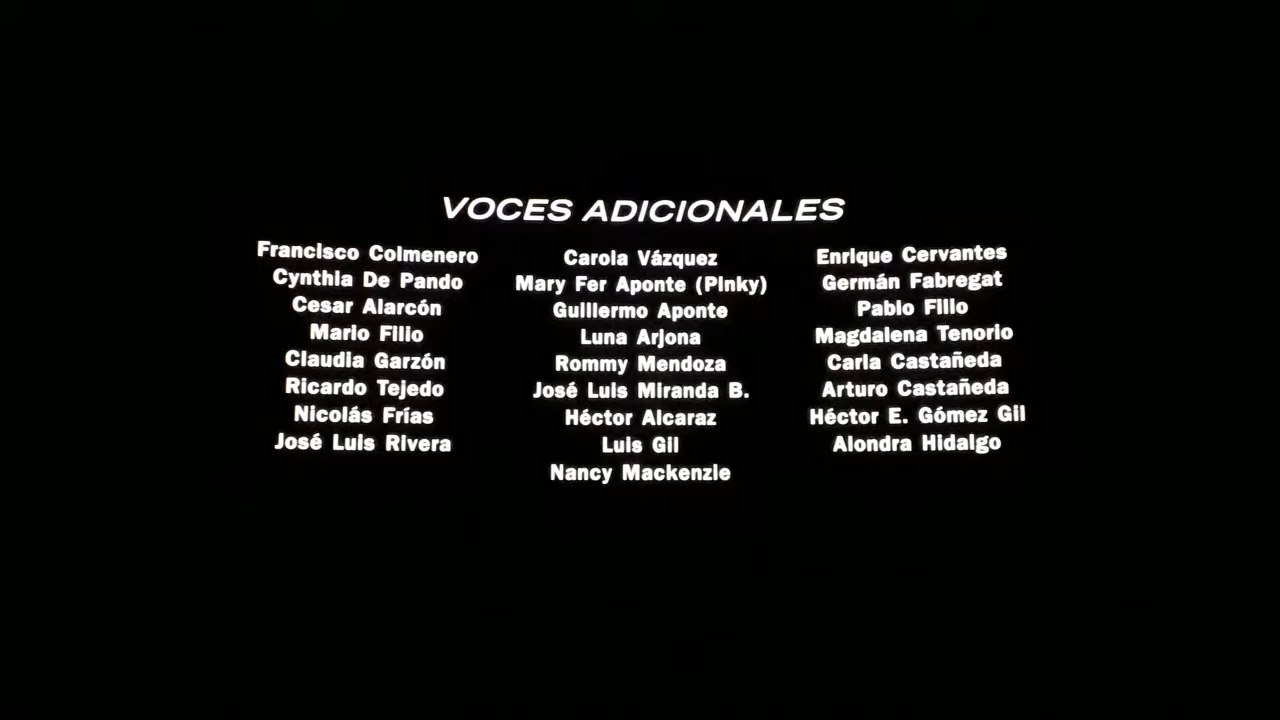 VOCES ADICIONALES
Francisco Colmenero
Cynthia De Pando
Cesar Alarcón
Mario Filio
Claudia Garzón
Ricardo Tejedo
Nicolás Frías
José Luis Rivera
Carola Vázquez
Mary Fer Aponte (Pinky)
Guillermo Aponte
Luna Arjona
Rommy Mendoza
José Luis Miranda B.
Héctor Alcaraz
Luis Gil
Nancy Mackenzie
Enrique Cervantes
Germán Fabregat
Pablo Filio
Magdalena Tenorio
Carla Castañeda
Arturo Castañeda
Héctor E. Gómez Gil
Alondra Hidalgo